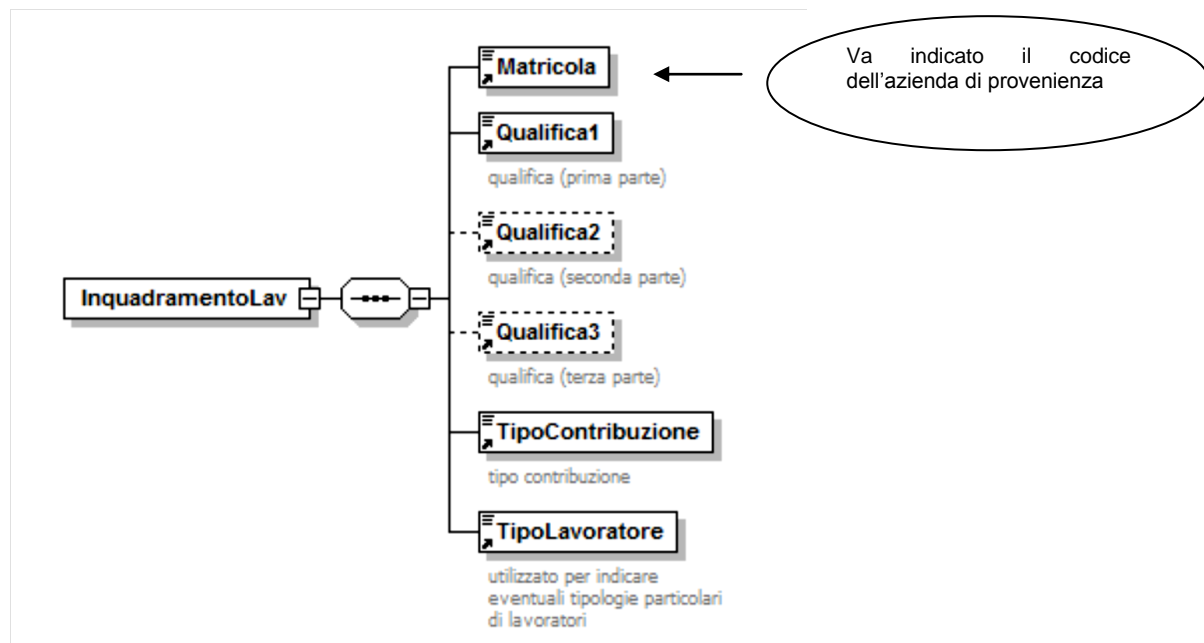 Matricola
Va indicato il codice
dell'azienda di provenienza
Qualifica1
qualifica (prima parte)
Qualifica2
qualifica (seconda parte)
InquadramentoLav
Qualifica3
qualifica (terza parte)
TipoContribuzione
tipo contribuzione
TipoLavoratore
utilizzato per indicare
eventuali tipologie particolari
di lavoratori